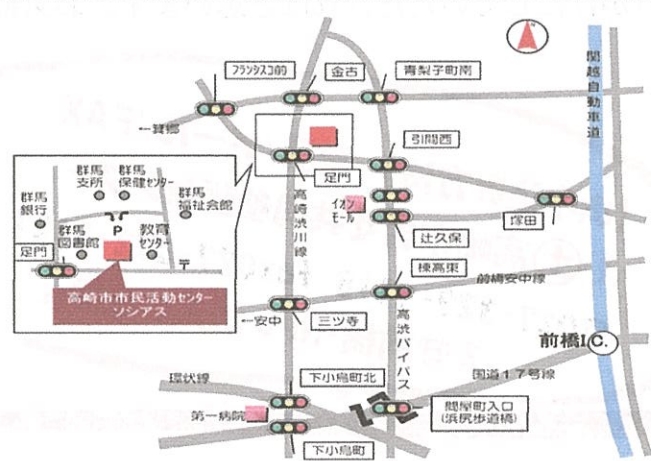 フランシスコ前
金古
青梨子町南
関越自動車道
←箕郷
引間西
足門
イオン
モール
高崎渋川線
塚田
辻久保
棟高東
前橋安中線
群馬
支所
群馬
保健センター
群馬
銀行
群馬
福祉会館
P
群馬
図書館
教育
センター
足門
〒
高崎市市民活動センター
ソシアス
←安中
三ツ寺
高渋バイパス
前橋I.C.
環状線
下小鳥町北
国道17号線
第一病院
問屋町入口
(浜尻歩道橋)
下小鳥町